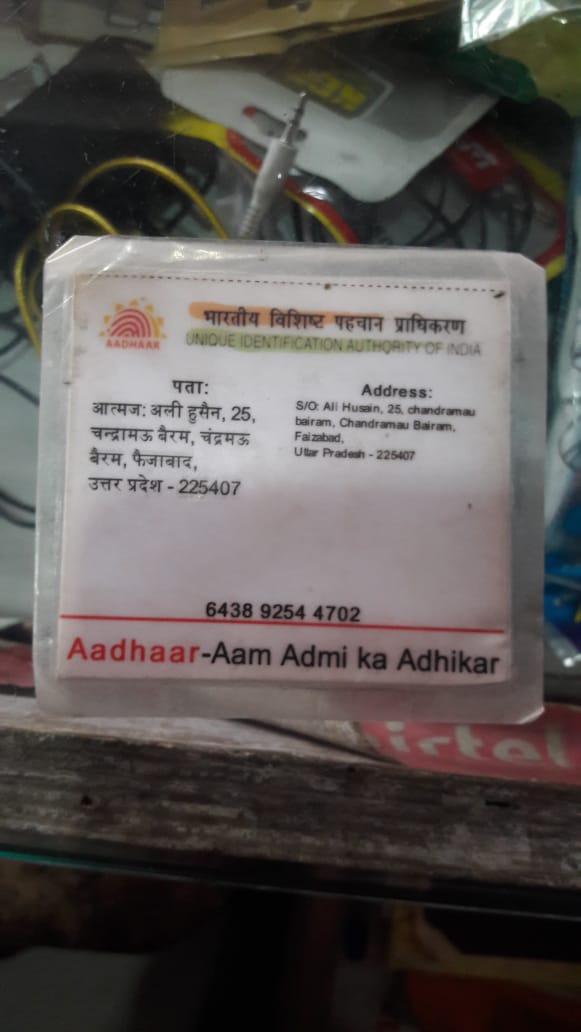 भारतीय विशिष्ट पहचान प्राधिकरण
AADHAAR
UNIQUE IDENTIFICATION AUTHORITY OF INDIA
पता:
आत्मज: अली हुसैन, 25,
चन्द्रामऊ बैरम, चंद्रमऊ
बैरम, फैजाबाद,
उत्तर प्रदेश - 225407
Address:
S/O: Ali Husain, 25, chandramau
bairam, Chandramau Bairam,
Faizabad,
Uttar Pradesh - 225407
6438 9254 4702
Aadhaar-Aam Admi ka Adhikar